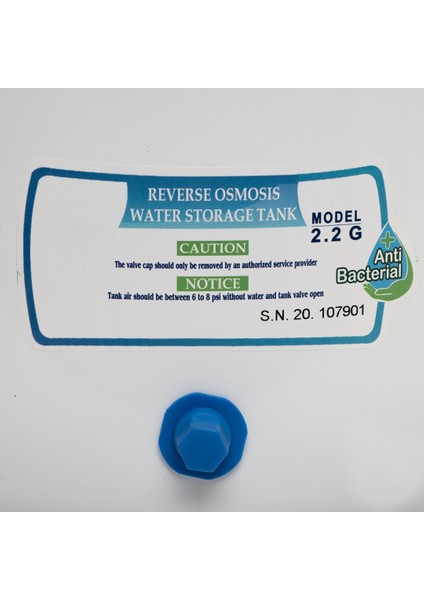 REVERSE OSMOSIS
WATER STORAGE TANK
MODEL
2.2 G
CAUTION
The valve cap should only be removed by an authorized service provider
NOTICE
Tank air should be between 6 to 8 psi without water and tank valve open
Anti
Bacterial
S.N. 20. 107901